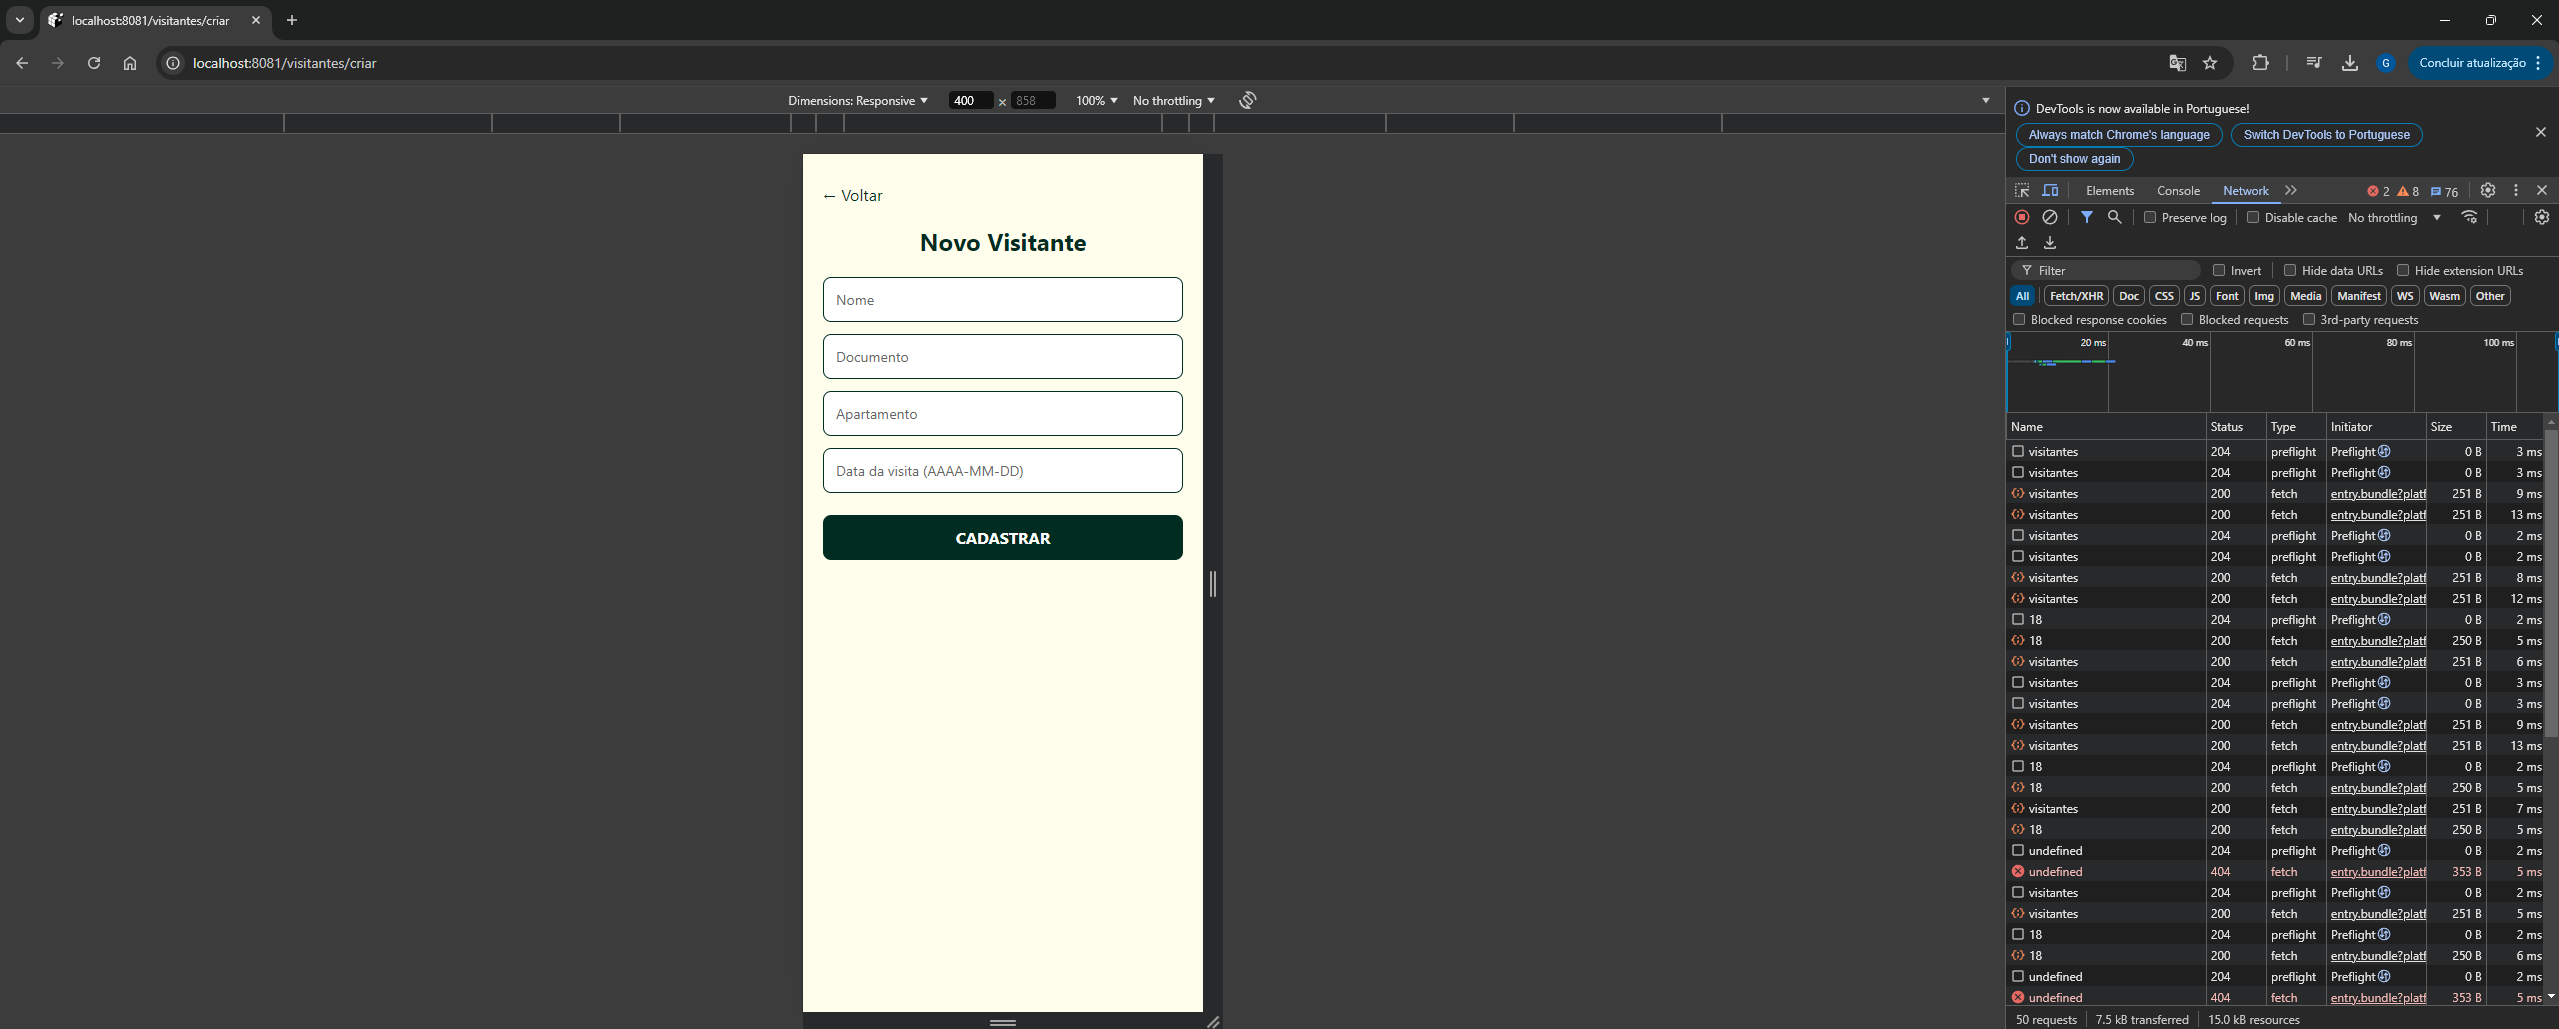 localhost:8081/visitantes/criar
localhost:8081/visitantes/criar
G
Concluir atualização
Dimensions: Responsive 400 × 858 100% No throttling
DevTools is now available in Portuguese!
Always match Chrome's language Switch DevTools to Portuguese
Don't show again
Elements Console Network 2 8 76
Preserve log Disable cache No throttling
Filter Invert Hide data URLs Hide extension URLs
All Fetch/XHR Doc CSS JS Font Img Media Manifest WS Wasm Other
Blocked response cookies Blocked requests 3rd-party requests
20 ms 40 ms 60 ms 80 ms 100 ms
← Voltar
Novo Visitante
Nome
Documento
Apartamento
Data da visita (AAAA-MM-DD)
CADASTRAR
Name Status Type Initiator Size Time
visitantes 204 preflight Preflight 0 B 3 ms
visitantes 204 preflight Preflight 0 B 3 ms
visitantes 200 fetch entry.bundle?platf 251 B 9 ms
visitantes 200 fetch entry.bundle?platf 251 B 13 ms
visitantes 204 preflight Preflight 0 B 2 ms
visitantes 204 preflight Preflight 0 B 2 ms
visitantes 200 fetch entry.bundle?platf 251 B 8 ms
visitantes 200 fetch entry.bundle?platf 251 B 12 ms
18 204 preflight Preflight 0 B 2 ms
18 200 fetch entry.bundle?platf 250 B 5 ms
visitantes 200 fetch entry.bundle?platf 251 B 6 ms
visitantes 204 preflight Preflight 0 B 3 ms
visitantes 204 preflight Preflight 0 B 3 ms
visitantes 200 fetch entry.bundle?platf 251 B 9 ms
visitantes 200 fetch entry.bundle?platf 251 B 13 ms
18 204 preflight Preflight 0 B 2 ms
18 200 fetch entry.bundle?platf 250 B 5 ms
visitantes 200 fetch entry.bundle?platf 251 B 7 ms
18 200 fetch entry.bundle?platf 250 B 5 ms
undefined 204 preflight Preflight 0 B 2 ms
undefined 404 fetch entry.bundle?platf 353 B 5 ms
visitantes 204 preflight Preflight 0 B 2 ms
visitantes 200 fetch entry.bundle?platf 251 B 5 ms
18 204 preflight Preflight 0 B 2 ms
18 200 fetch entry.bundle?platf 250 B 6 ms
undefined 204 preflight Preflight 0 B 2 ms
undefined 404 fetch entry.bundle?platf 353 B 5 ms
50 requests 7.5 kB transferred 15.0 kB resources